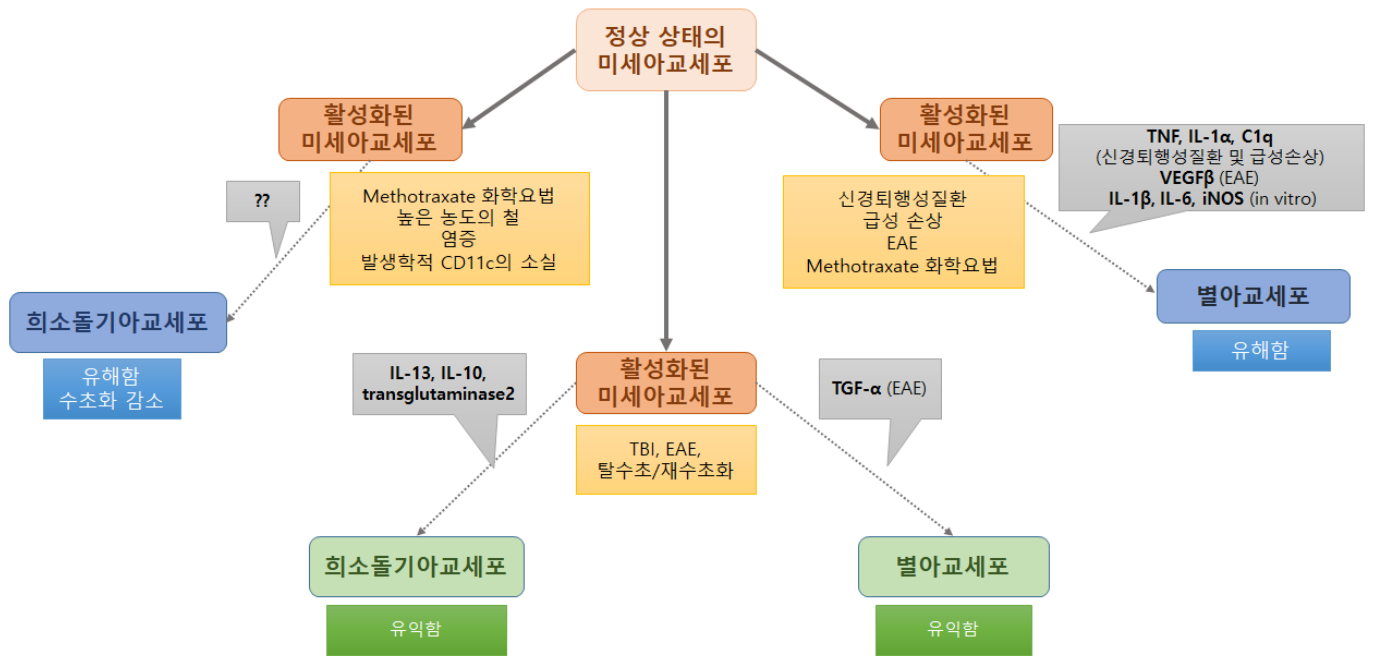 정상 상태의
미세아교세포
활성화된
미세아교세포
활성화된
미세아교세포
TNF, IL-1α, C1q
(신경퇴행성질환 및 급성손상)
VEGFβ (EAE)
IL-1β, IL-6, iNOS (in vitro)
??
Methotraxate 화학요법
높은 농도의 철
염증
발생학적 CD11c의 소실
신경퇴행성질환
급성 손상
EAE
Methotraxate 화학요법
희소돌기아교세포
유해함
수초화 감소
별아교세포
유해함
IL-13, IL-10,
transglutaminase2
활성화된
미세아교세포
TGF-α (EAE)
TBI, EAE,
탈수초/재수초화
희소돌기아교세포
유익함
별아교세포
유익함